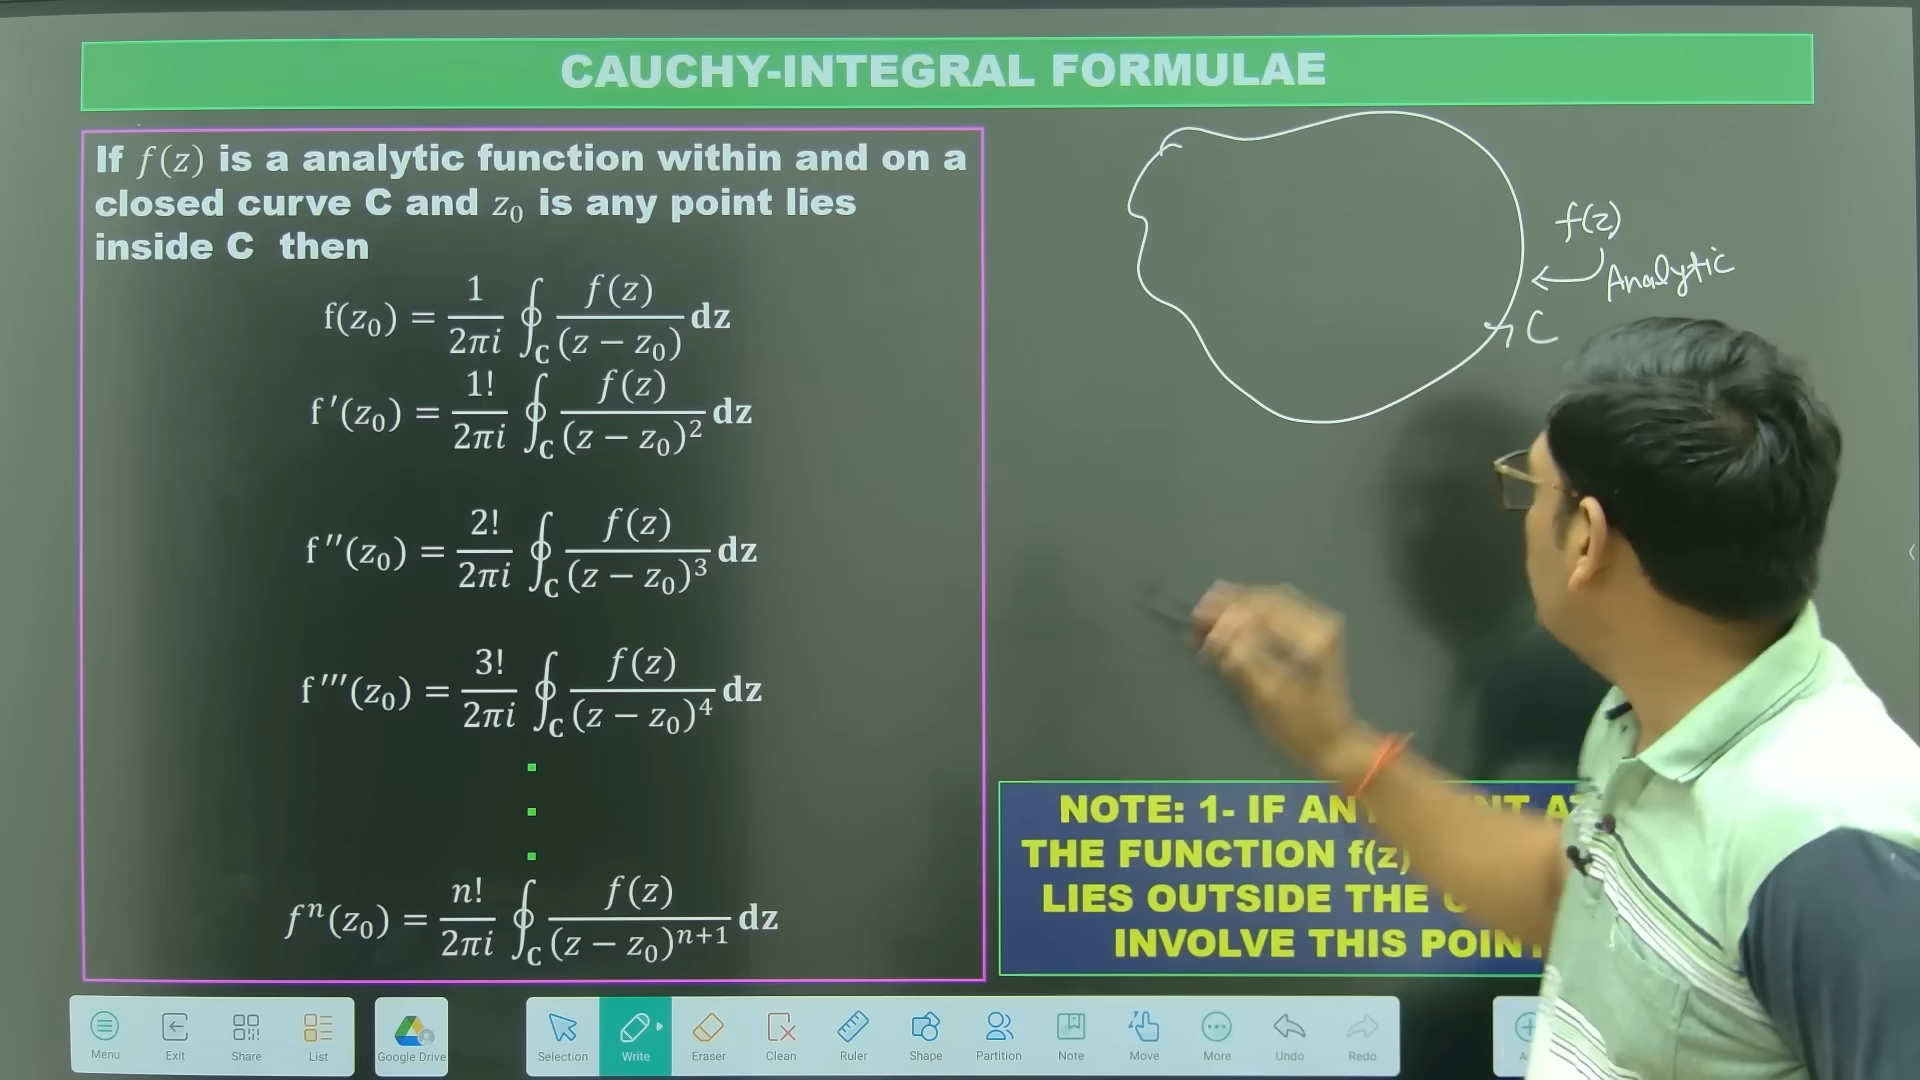 CAUCHY-INTEGRAL FORMULAE
If f(z) is a analytic function within and on a
closed curve C and z₀ is any point lies
inside C then
f(z₀) = 1/2πi ∮_C f(z)/(z − z₀) dz
f′(z₀) = 1!/2πi ∮_C f(z)/(z − z₀)² dz
f″(z₀) = 2!/2πi ∮_C f(z)/(z − z₀)³ dz
f‴(z₀) = 3!/2πi ∮_C f(z)/(z − z₀)⁴ dz
fⁿ(z₀) = n!/2πi ∮_C f(z)/(z − z₀)ⁿ⁺¹ dz
f(z)
Analytic
C
NOTE: 1- IF
THE FUNCTION f(z)
LIES OUTSIDE THE
INVOLVE THIS
Menu Exit Share List Google Drive Selection Write Eraser Clean Ruler Shape Partition Note Move More Undo Redo